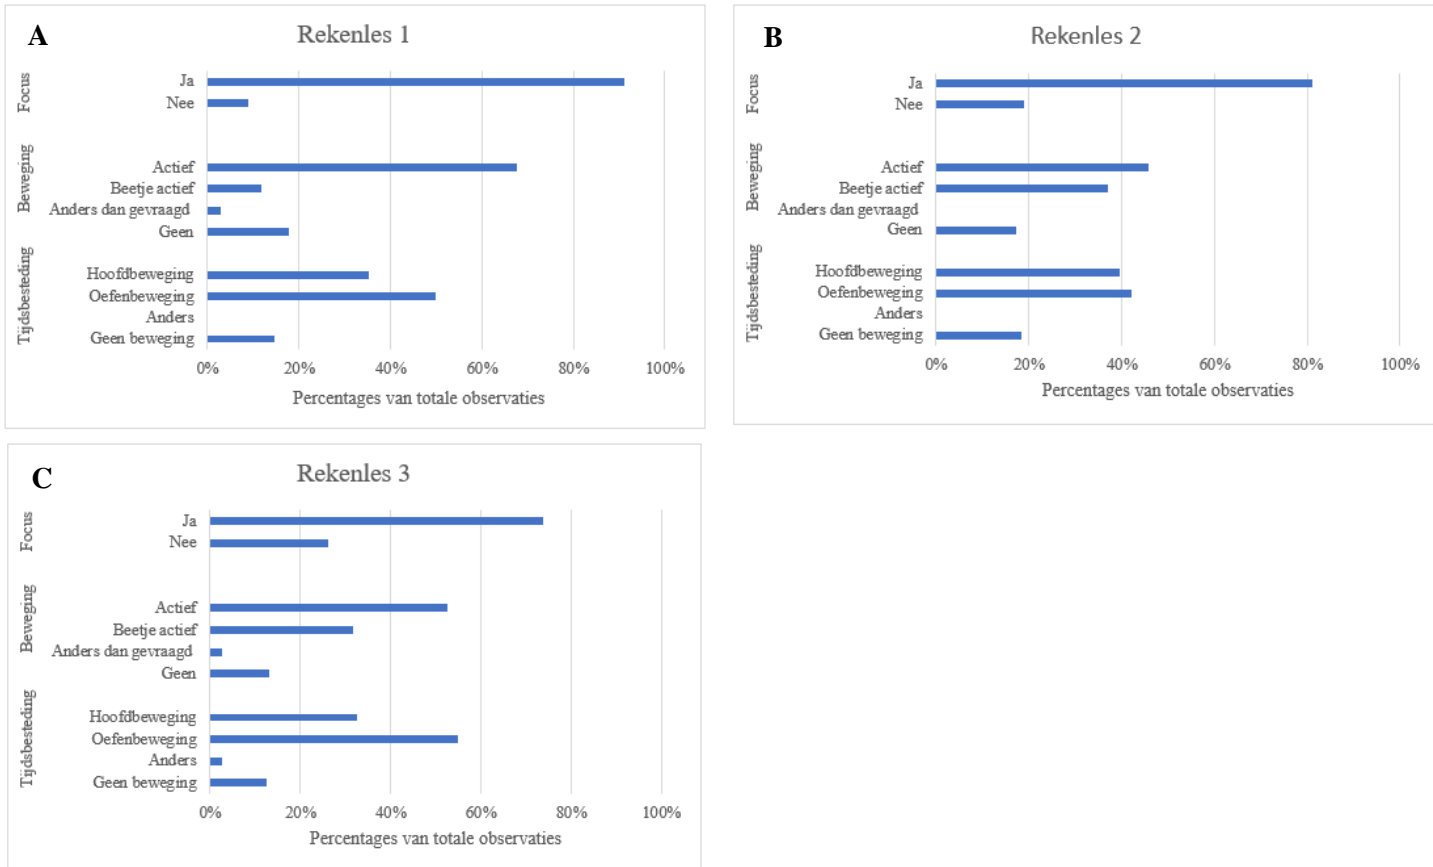 A
Rekenles 1
Focus
Ja
Nee
Beweging
Actief
Beetje actief
Anders dan gevraagd
Geen
Tijdsbesteding
Hoofdbeweging
Oefenbeweging
Anders
Geen beweging
0% 20% 40% 60% 80% 100%
Percentages van totale observaties
B
Rekenles 2
Focus
Ja
Nee
Beweging
Actief
Beetje actief
Anders dan gevraagd
Geen
Tijdsbesteding
Hoofdbeweging
Oefenbeweging
Anders
Geen beweging
0% 20% 40% 60% 80% 100%
Percentages van totale observaties
C
Rekenles 3
Focus
Ja
Nee
Beweging
Actief
Beetje actief
Anders dan gevraagd
Geen
Tijdsbesteding
Hoofdbeweging
Oefenbeweging
Anders
Geen beweging
0% 20% 40% 60% 80% 100%
Percentages van totale observaties